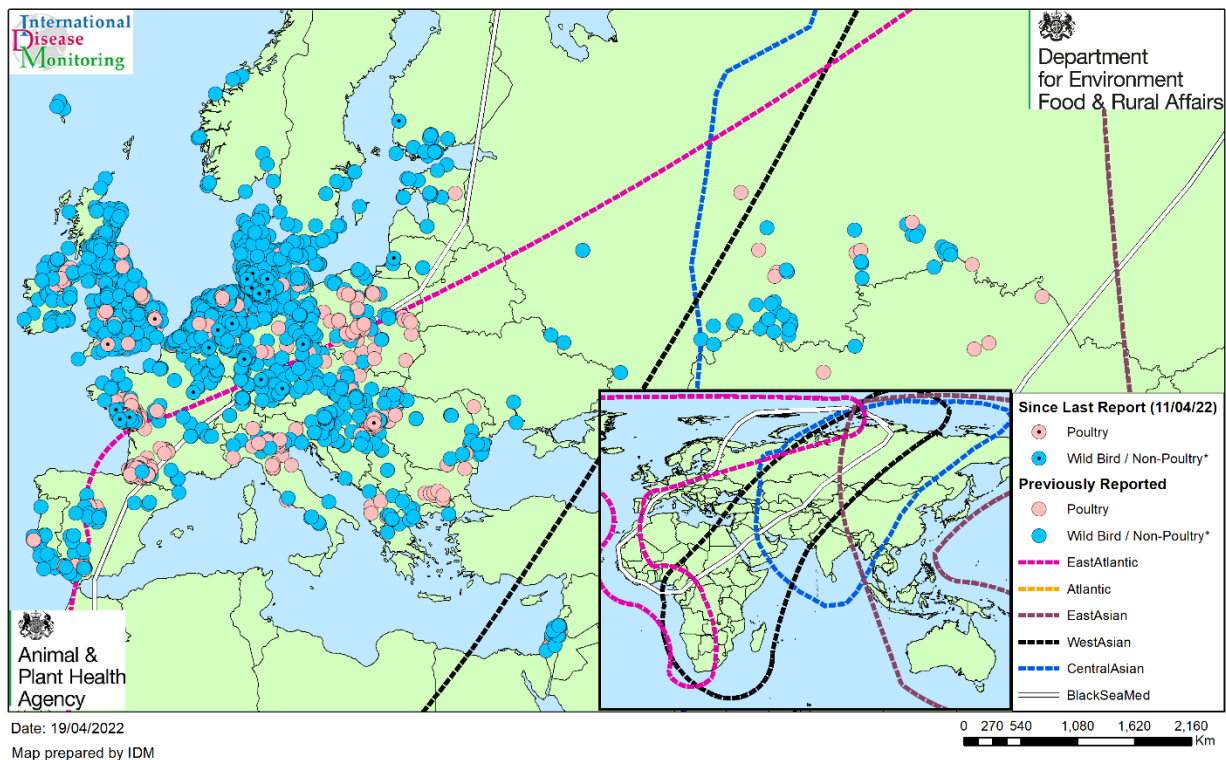 International
Disease
Monitoring
Department
for Environment
Food & Rural Affairs
Since Last Report (11/04/22)
Poultry
Wild Bird / Non-Poultry*
Previously Reported
Poultry
Wild Bird / Non-Poultry*
EastAtlantic
Atlantic
EastAsian
WestAsian
CentralAsian
BlackSeaMed
Animal &
Plant Health
Agency
Date: 19/04/2022
Map prepared by IDM
0 270 540 1,080 1,620 2,160
Km